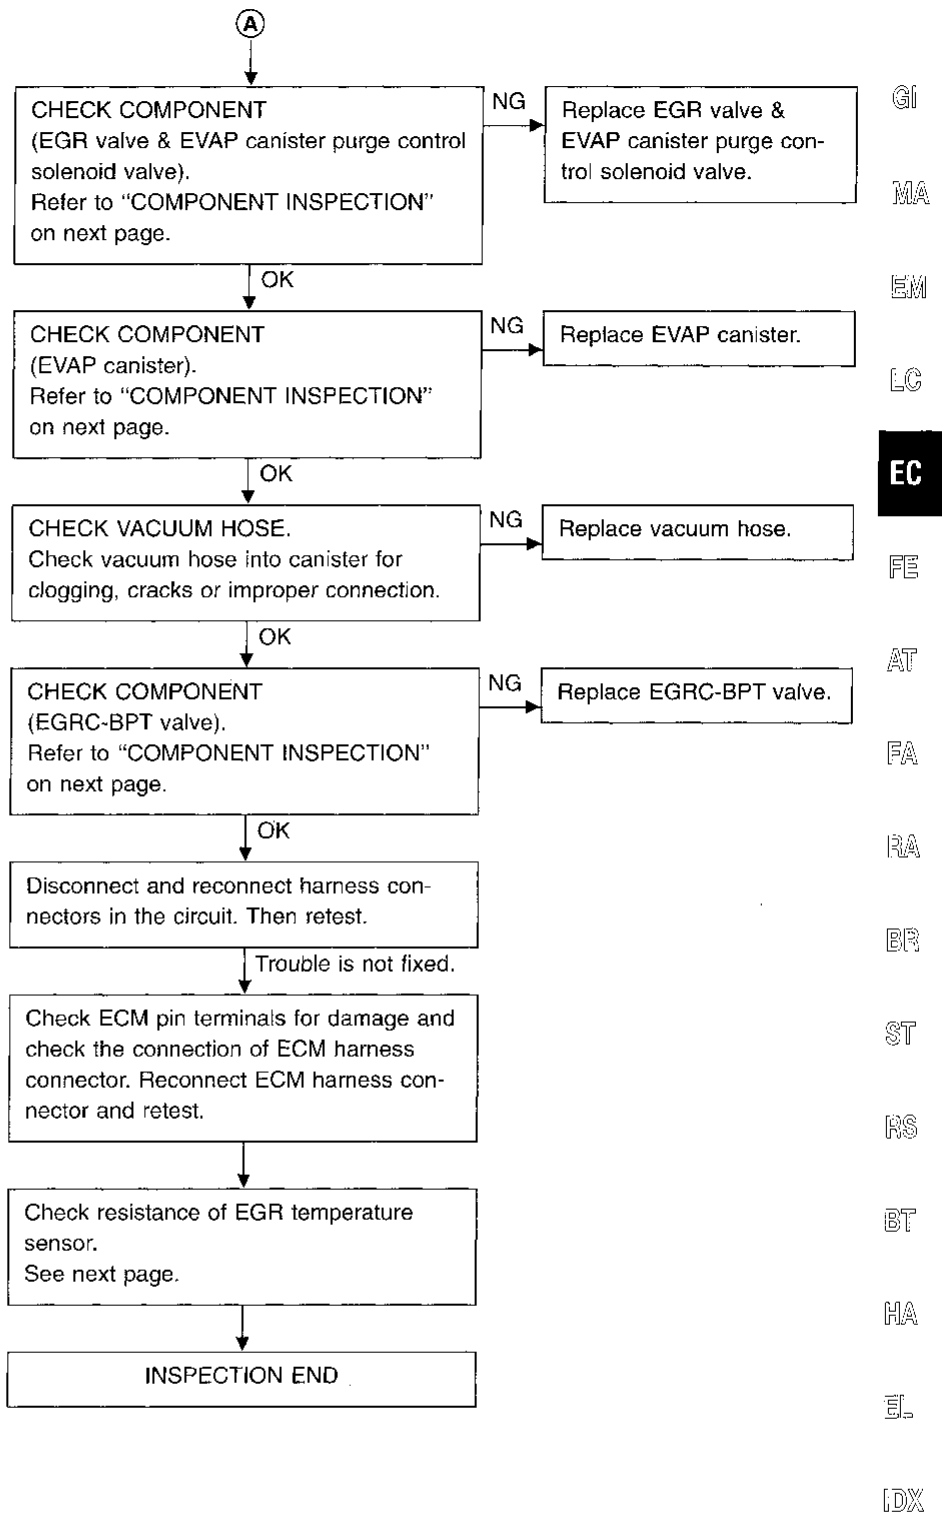 A
CHECK COMPONENT
(EGR valve & EVAP canister purge control
solenoid valve).
Refer to “COMPONENT INSPECTION”
on next page.
NG
Replace EGR valve &
EVAP canister purge con-
trol solenoid valve.
OK
CHECK COMPONENT
(EVAP canister).
Refer to “COMPONENT INSPECTION”
on next page.
NG
Replace EVAP canister.
OK
CHECK VACUUM HOSE.
Check vacuum hose into canister for
clogging, cracks or improper connection.
NG
Replace vacuum hose.
OK
CHECK COMPONENT
(EGRC-BPT valve).
Refer to “COMPONENT INSPECTION”
on next page.
NG
Replace EGRC-BPT valve.
OK
Disconnect and reconnect harness con-
nectors in the circuit. Then retest.
Trouble is not fixed.
Check ECM pin terminals for damage and
check the connection of ECM harness
connector. Reconnect ECM harness con-
nector and retest.
Check resistance of EGR temperature
sensor.
See next page.
INSPECTION END
GI
MA
EM
LC
EC
FE
AT
FA
RA
BR
ST
RS
BT
HA
EL
IDX